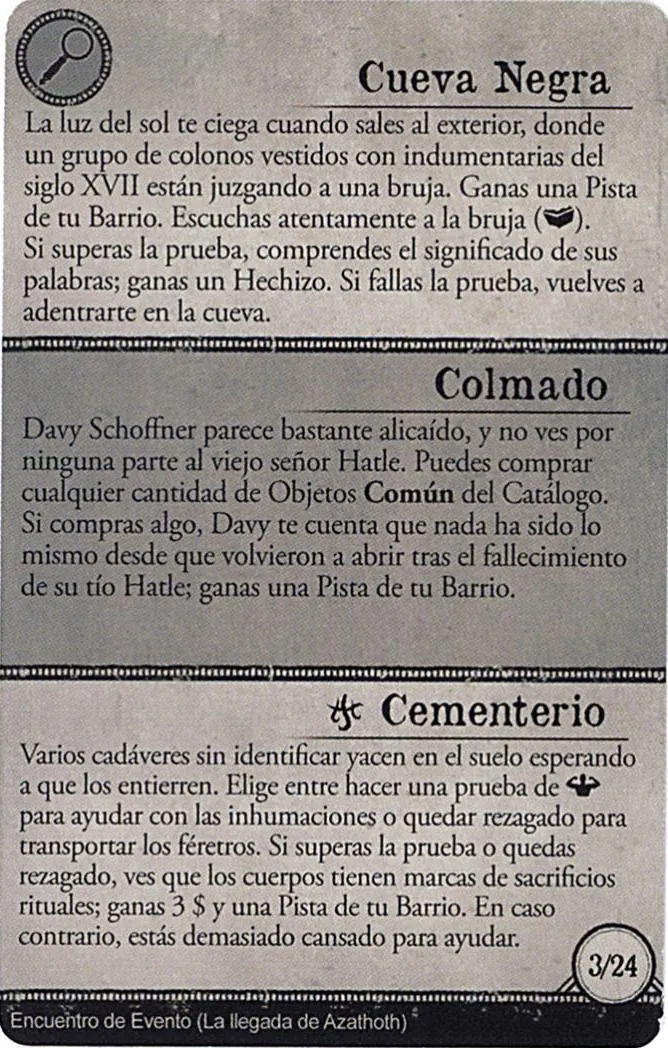 Cueva Negra
La luz del sol te ciega cuando sales al exterior, donde
un grupo de colonos vestidos con indumentarias del
siglo XVII están juzgando a una bruja. Ganas una Pista
de tu Barrio. Escuchas atentamente a la bruja ( ).
Si superas la prueba, comprendes el significado de sus
palabras; ganas un Hechizo. Si fallas la prueba, vuelves a
adentrarte en la cueva.
Colmado
Davy Schoffner parece bastante alicaído, y no ves por
ninguna parte al viejo señor Hatle. Puedes comprar
cualquier cantidad de Objetos Común del Catálogo.
Si compras algo, Davy te cuenta que nada ha sido lo
mismo desde que volvieron a abrir tras el fallecimiento
de su tío Hatle; ganas una Pista de tu Barrio.
Cementerio
Varios cadáveres sin identificar yacen en el suelo esperando
a que los entierren. Elige entre hacer una prueba de
para ayudar con las inhumaciones o quedar rezagado para
transportar los féretros. Si superas la prueba o quedas
rezagado, ves que los cuerpos tienen marcas de sacrificios
rituales; ganas 3 $ y una Pista de tu Barrio. En caso
contrario, estás demasiado cansado para ayudar.
3/24
Encuentro de Evento (La llegada de Azathoth)